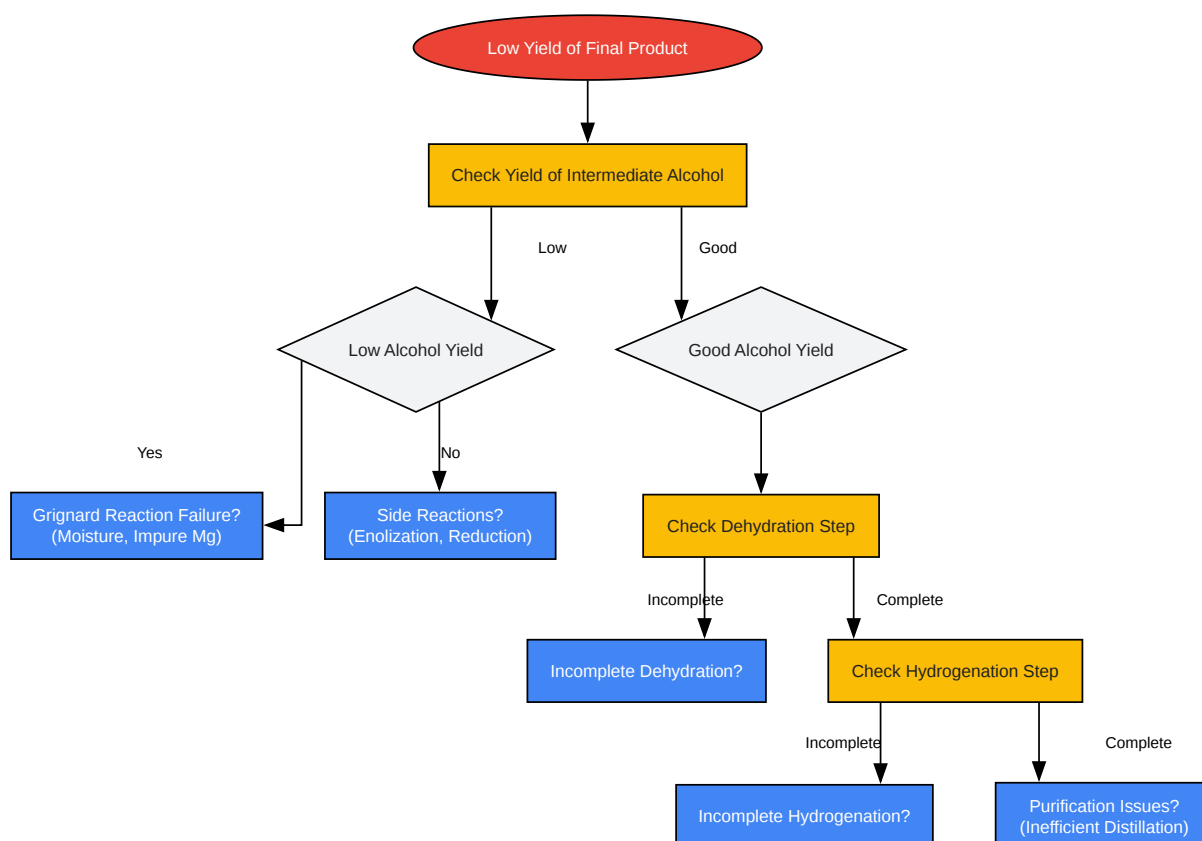 Low Yield of Final Product
Check Yield of Intermediate Alcohol
Low
Good
Low Alcohol Yield
Good Alcohol Yield
Yes
No
Grignard Reaction Failure?
(Moisture, Impure Mg)
Side Reactions?
(Enolization, Reduction)
Check Dehydration Step
Incomplete
Complete
Incomplete Dehydration?
Check Hydrogenation Step
Incomplete
Complete
Incomplete Hydrogenation?
Purification Issues?
(Inefficient Distillation)